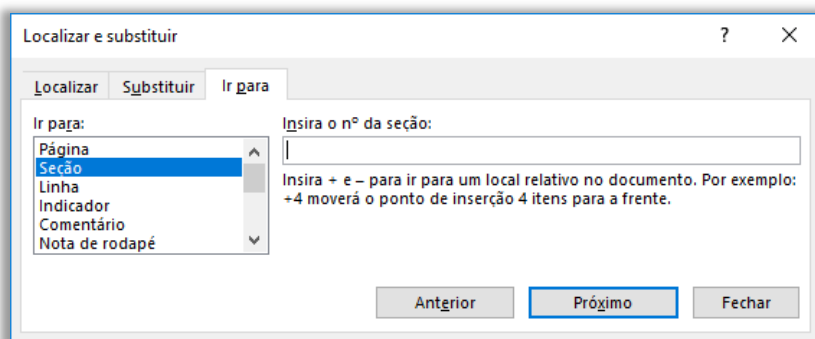 Localizar e substituir
Localizar Substituir Ir para
Ir para:
Página
Seção
Linha
Indicador
Comentário
Nota de rodapé
Insira o nº da seção:
Insira + e – para ir para um local relativo no documento. Por exemplo:
+4 moverá o ponto de inserção 4 itens para a frente.
Anterior Próximo Fechar